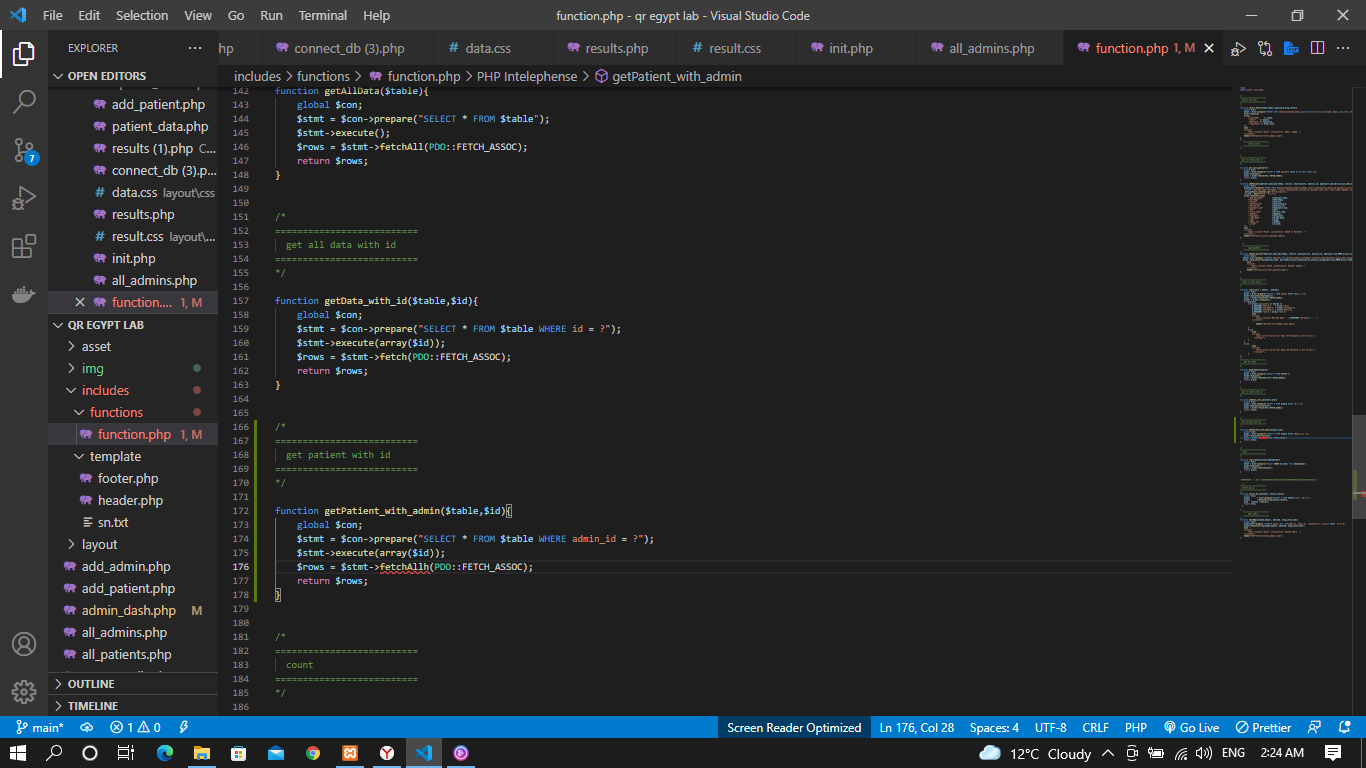 File Edit Selection View Go Run Terminal Help function.php - qr egypt lab - Visual Studio Code
EXPLORER ···
hp connect_db (3).php # data.css results.php # result.css init.php all_admins.php function.php 1, M
includes > functions > function.php > PHP Intelephense > getPatient_with_admin
OPEN EDITORS
add_patient.php
patient_data.php
results (1).php C...
connect_db (3).p...
# data.css layout\css
results.php
# result.css layout\...
init.php
all_admins.php
function.... 1, M
QR EGYPT LAB
asset
img
includes
functions
function.php 1, M
template
footer.php
header.php
sn.txt
layout
add_admin.php
add_patient.php
admin_dash.php M
all_admins.php
all_patients.php
OUTLINE
TIMELINE
7
142 function getAllData($table){
143 global $con;
144 $stmt = $con->prepare("SELECT * FROM $table");
145 $stmt->execute();
146 $rows = $stmt->fetchAll(PDO::FETCH_ASSOC);
147 return $rows;
148 }
149
150
151 /*
152 ==========================
153 get all data with id
154 ==========================
155 */
156
157 function getData_with_id($table,$id){
158 global $con;
159 $stmt = $con->prepare("SELECT * FROM $table WHERE id = ?");
160 $stmt->execute(array($id));
161 $rows = $stmt->fetch(PDO::FETCH_ASSOC);
162 return $rows;
163 }
164
165
166 /*
167 ==========================
168 get patient with id
169 ==========================
170 */
171
172 function getPatient_with_admin($table,$id){
173 global $con;
174 $stmt = $con->prepare("SELECT * FROM $table WHERE admin_id = ?");
175 $stmt->execute(array($id));
176 $rows = $stmt->fetchAllh(PDO::FETCH_ASSOC);
177 return $rows;
178 }
179
180
181 /*
182 ==========================
183 count
184 ==========================
185 */
186
main* 1 0 Screen Reader Optimized Ln 176, Col 28 Spaces: 4 UTF-8 CRLF PHP Go Live Prettier
12°C Cloudy ENG 2:24 AM